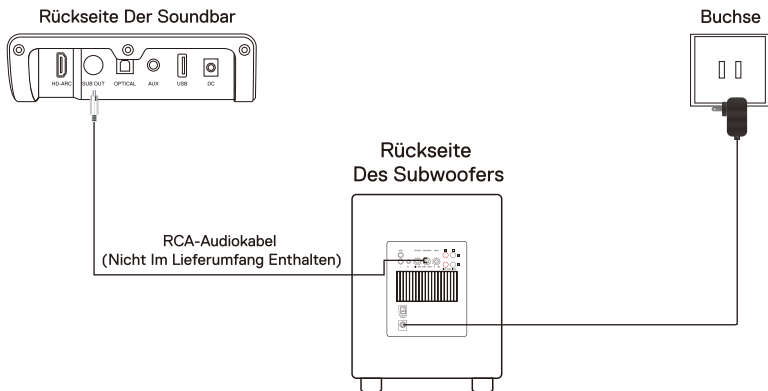 Rückseite Der Soundbar
Buchse
HD-ARC
SUB OUT
OPTICAL
AUX
USB
DC
Rückseite
Des Subwoofers
RCA-Audiokabel
(Nicht Im Lieferumfang Enthalten)